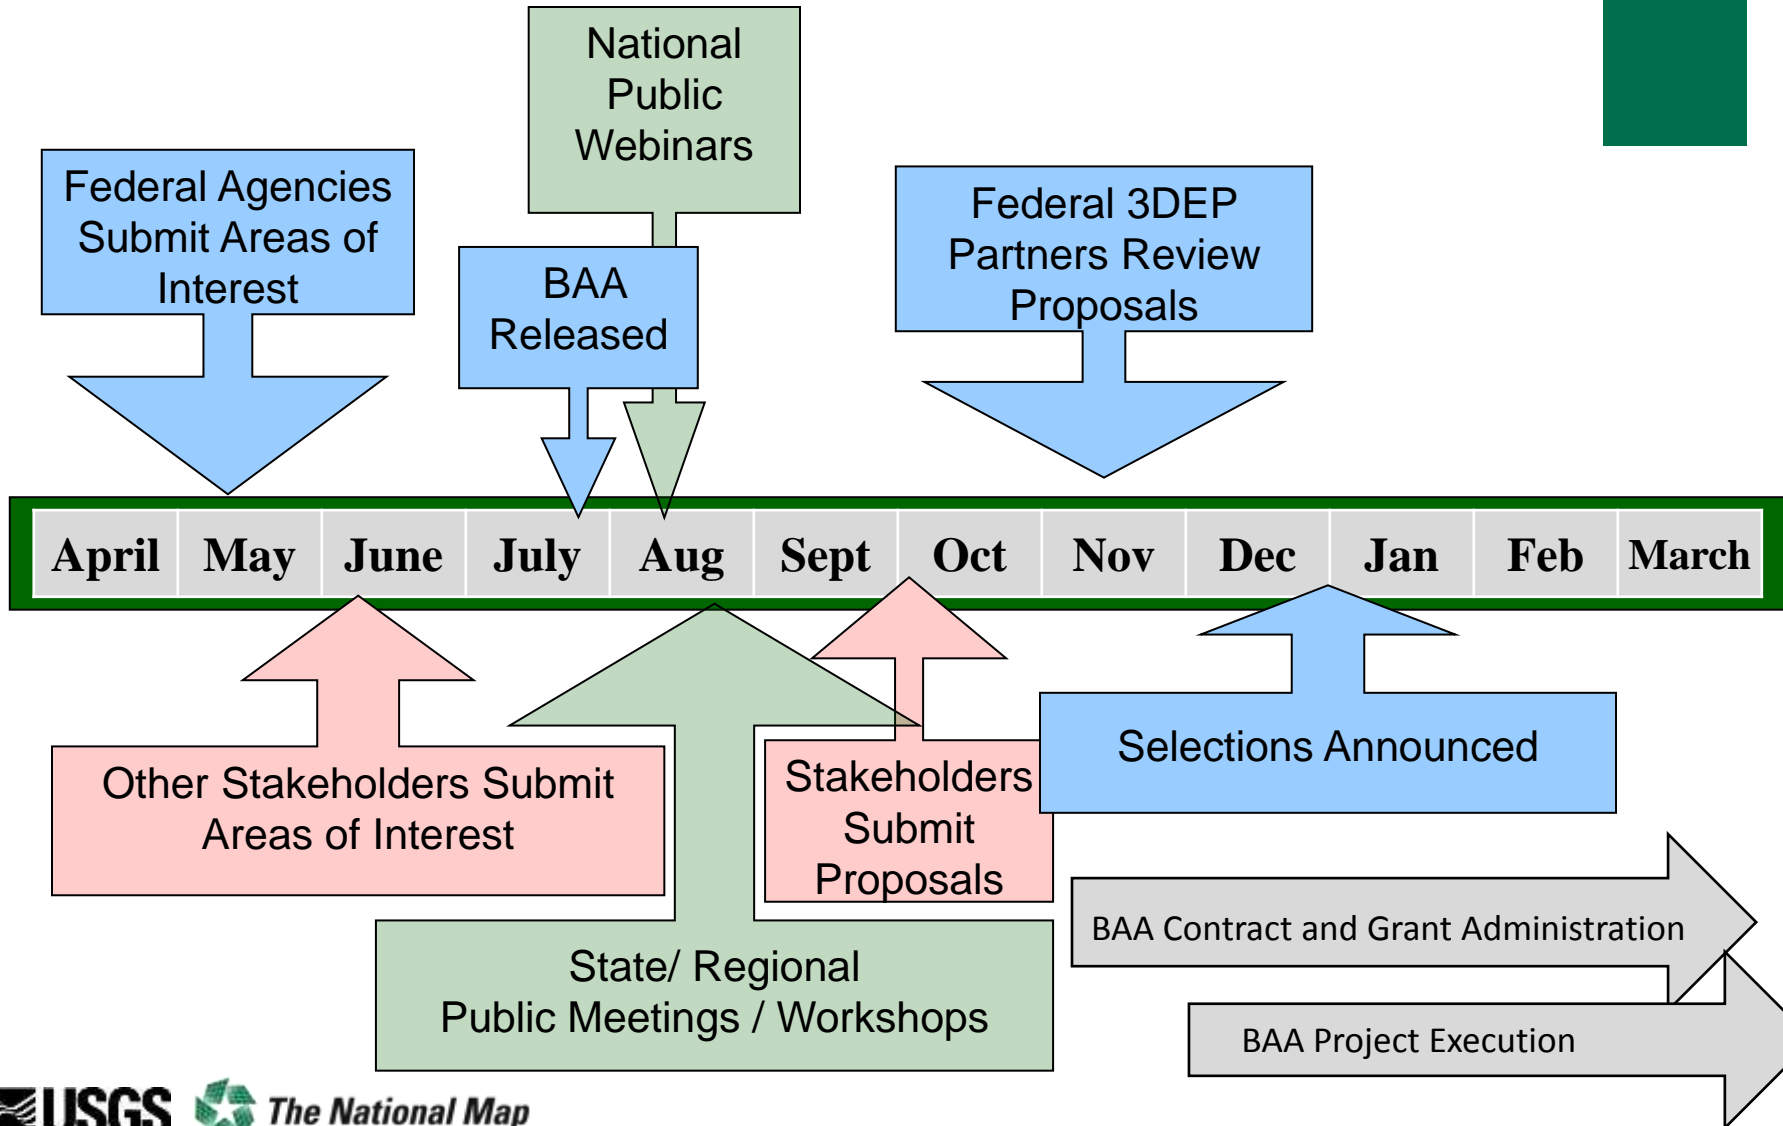 National
Public
Webinars
Federal Agencies
Submit Areas of
Interest
BAA
Released
Federal 3DEP
Partners Review
Proposals
April May June July Aug Sept Oct Nov Dec Jan Feb March
Other Stakeholders Submit
Areas of Interest
Stakeholders
Submit
Proposals
Selections Announced
State/ Regional
Public Meetings / Workshops
BAA Contract and Grant Administration
BAA Project Execution
USGS
The National Map